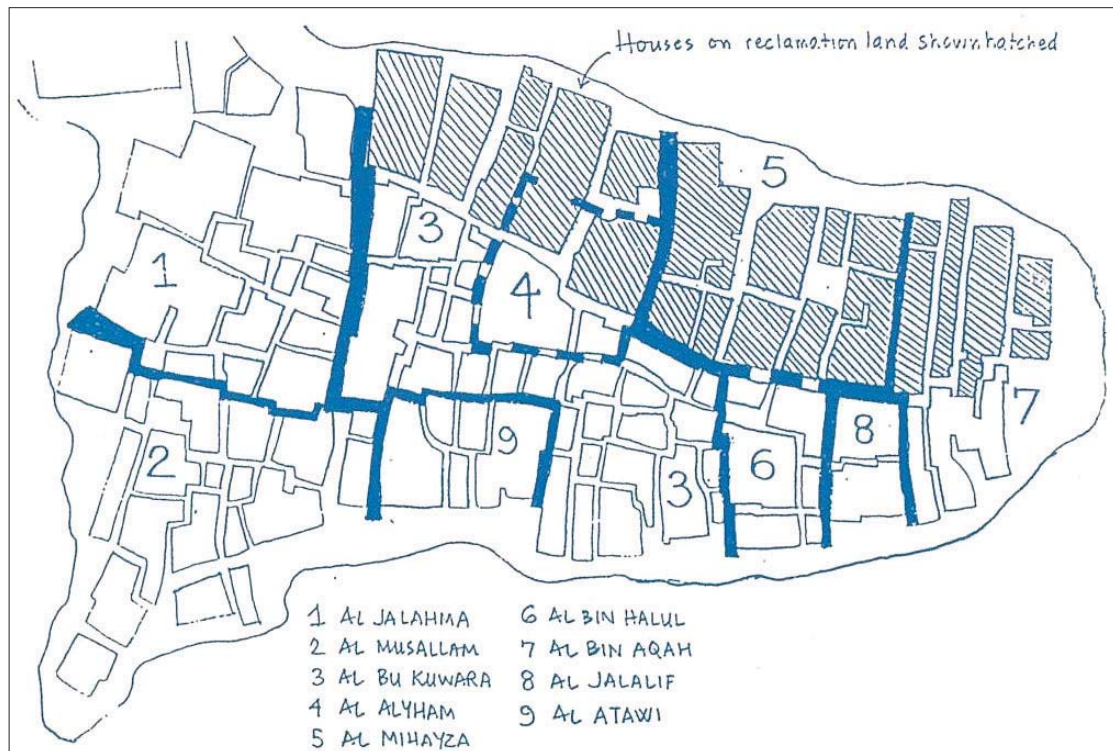 Houses on reclamation land shown hatched
5
3
1
4
7
8
9
6
2
3
1 AL JALAHMA
2 AL MUSALLAM
3 AL BU KUWARA
4 AL ALYHAM
5 AL MIHAYZA
6 AL BIN HALUL
7 AL BIN AQAH
8 AL JALALIF
9 AL ATAWI